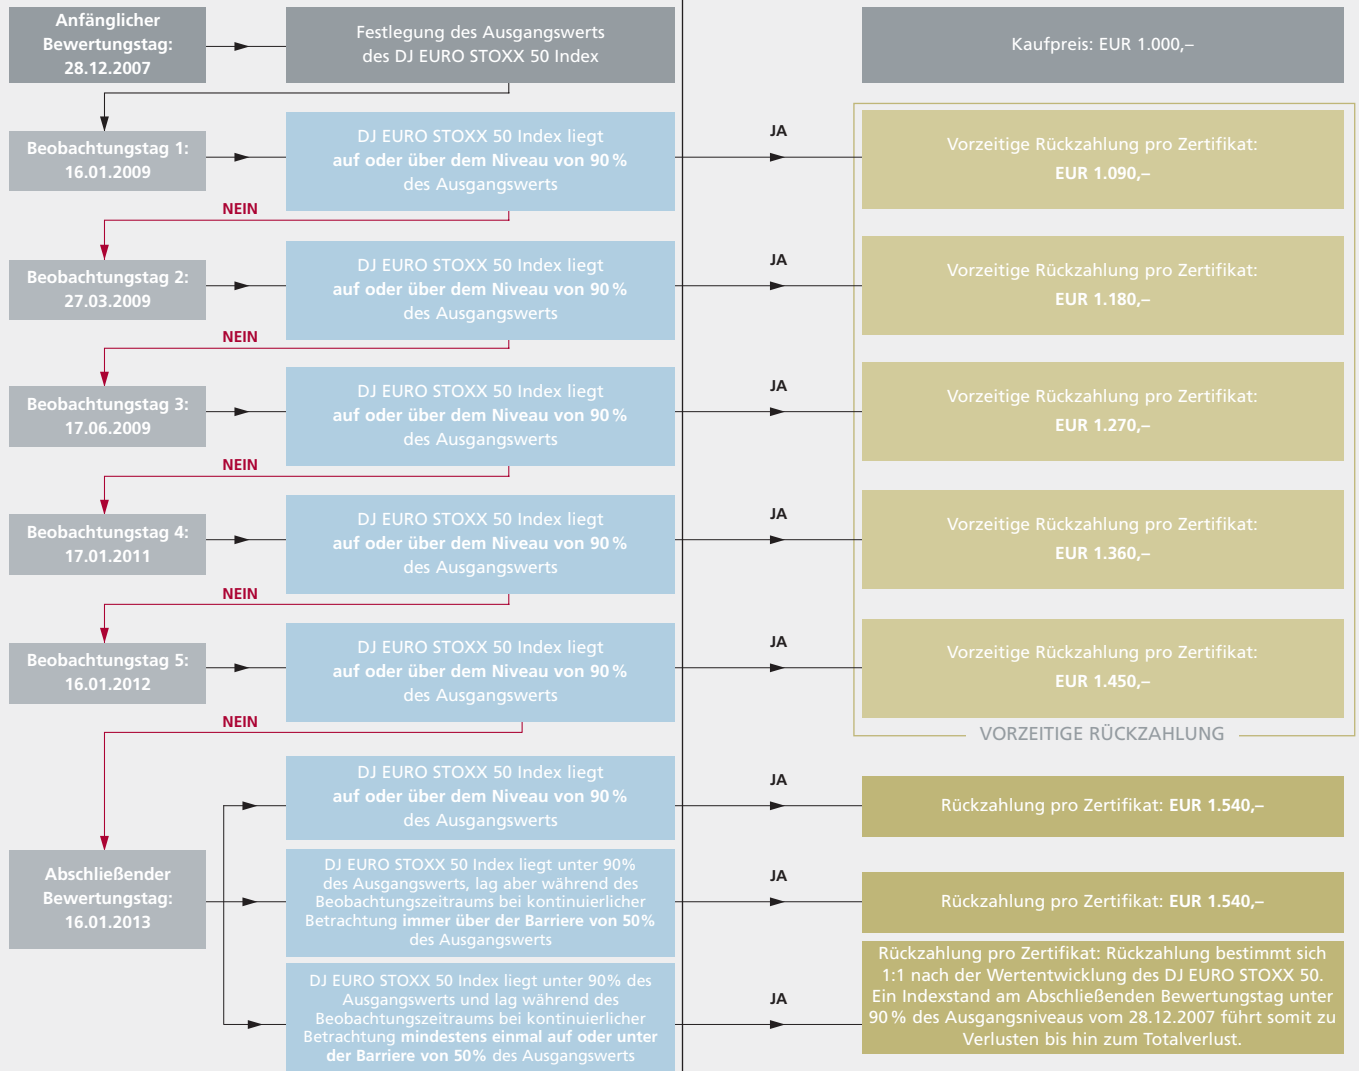 Anfänglicher
Bewertungstag:
28.12.2007
Festlegung des Ausgangswerts
des DJ EURO STOXX 50 Index
Kaufpreis: EUR 1.000,–
Beobachtungstag 1:
16.01.2009
DJ EURO STOXX 50 Index liegt
auf oder über dem Niveau von 90 %
des Ausgangswerts
JA
Vorzeitige Rückzahlung pro Zertifikat:
EUR 1.090,–
NEIN
Beobachtungstag 2:
27.03.2009
DJ EURO STOXX 50 Index liegt
auf oder über dem Niveau von 90 %
des Ausgangswerts
JA
Vorzeitige Rückzahlung pro Zertifikat:
EUR 1.180,–
NEIN
Beobachtungstag 3:
17.06.2009
DJ EURO STOXX 50 Index liegt
auf oder über dem Niveau von 90 %
des Ausgangswerts
JA
Vorzeitige Rückzahlung pro Zertifikat:
EUR 1.270,–
NEIN
Beobachtungstag 4:
17.01.2011
DJ EURO STOXX 50 Index liegt
auf oder über dem Niveau von 90 %
des Ausgangswerts
JA
Vorzeitige Rückzahlung pro Zertifikat:
EUR 1.360,–
NEIN
Beobachtungstag 5:
16.01.2012
DJ EURO STOXX 50 Index liegt
auf oder über dem Niveau von 90 %
des Ausgangswerts
JA
Vorzeitige Rückzahlung pro Zertifikat:
EUR 1.450,–
NEIN
VORZEITIGE RÜCKZAHLUNG
Abschließender
Bewertungstag:
16.01.2013
DJ EURO STOXX 50 Index liegt
auf oder über dem Niveau von 90 %
des Ausgangswerts
JA
Rückzahlung pro Zertifikat: EUR 1.540,–
DJ EURO STOXX 50 Index liegt unter 90%
des Ausgangswerts, lag aber während des
Beobachtungszeitraums bei kontinuierlicher
Betrachtung immer über der Barriere von 50%
des Ausgangswerts
JA
Rückzahlung pro Zertifikat: EUR 1.540,–
DJ EURO STOXX 50 Index liegt unter 90% des
Ausgangswerts und lag während des
Beobachtungszeitraums bei kontinuierlicher
Betrachtung mindestens einmal auf oder unter
der Barriere von 50% des Ausgangswerts
JA
Rückzahlung pro Zertifikat: Rückzahlung bestimmt sich
1:1 nach der Wertentwicklung des DJ EURO STOXX 50.
Ein Indexstand am Abschließenden Bewertungstag unter
90 % des Ausgangsniveaus vom 28.12.2007 führt somit zu
Verlusten bis hin zum Totalverlust.